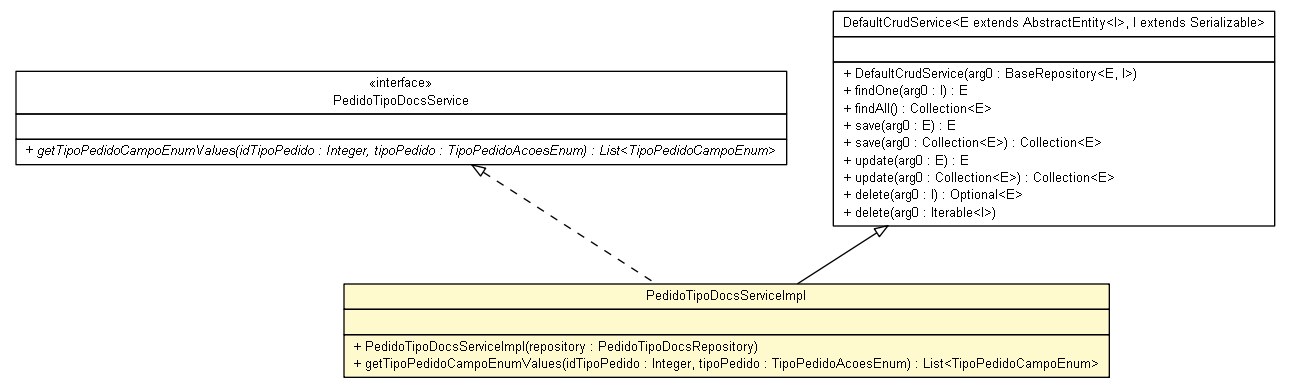 DefaultCrudService<E extends AbstractEntity<I>, I extends Serializable>
+ DefaultCrudService(arg0 : BaseRepository<E, I>)
+ findOne(arg0 : I) : E
+ findAll() : Collection<E>
+ save(arg0 : E) : E
+ save(arg0 : Collection<E>) : Collection<E>
+ update(arg0 : E) : E
+ update(arg0 : Collection<E>) : Collection<E>
+ delete(arg0 : I) : Optional<E>
+ delete(arg0 : Iterable<I>)
«interface»
PedidoTipoDocsService
+ getTipoPedidoCampoEnumValues(idTipoPedido : Integer, tipoPedido : TipoPedidoAcoesEnum) : List<TipoPedidoCampoEnum>
PedidoTipoDocsServiceImpl
+ PedidoTipoDocsServiceImpl(repository : PedidoTipoDocsRepository)
+ getTipoPedidoCampoEnumValues(idTipoPedido : Integer, tipoPedido : TipoPedidoAcoesEnum) : List<TipoPedidoCampoEnum>